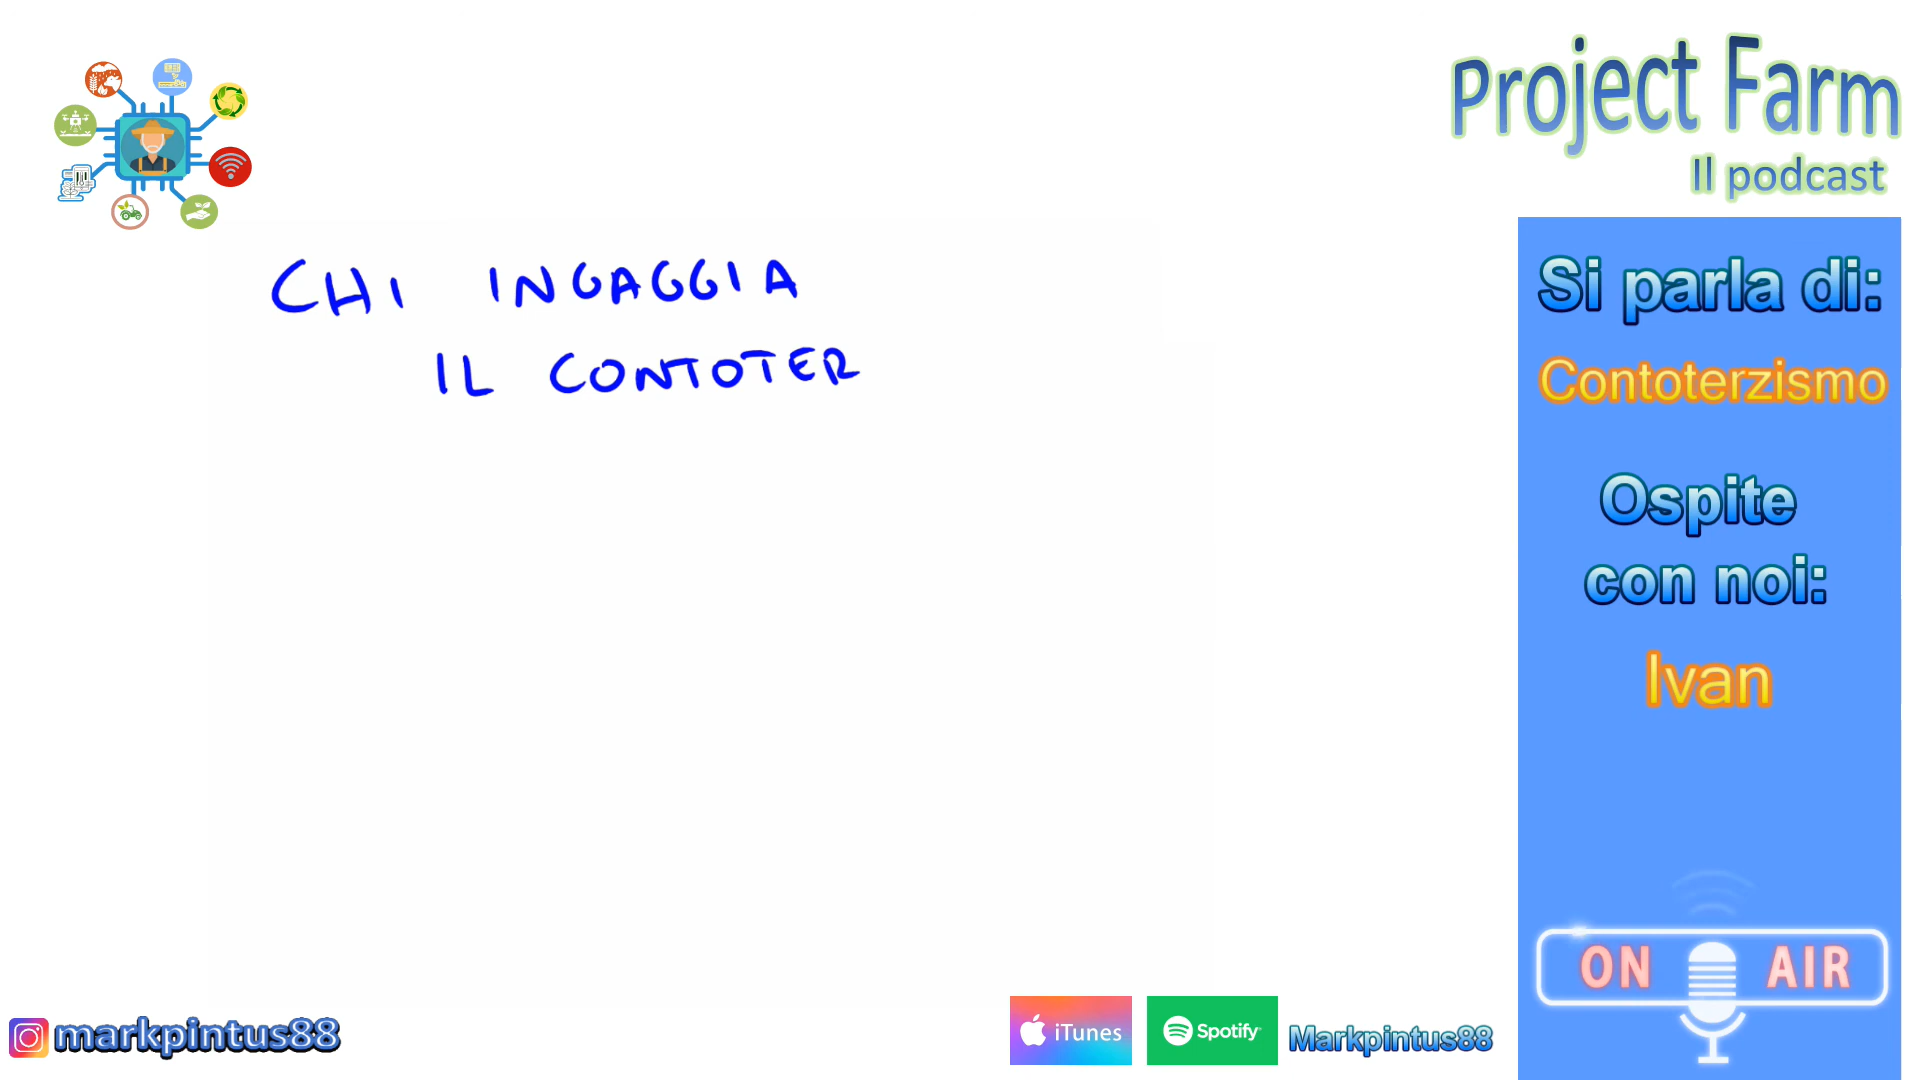 Project Farm
Il podcast
CHI INGAGGIA
IL CONTOTER
Si parla di:
Contoterzismo
Ospite
con noi:
Ivan
ON AIR
markpintus88
iTunes
Spotify
Markpintus88